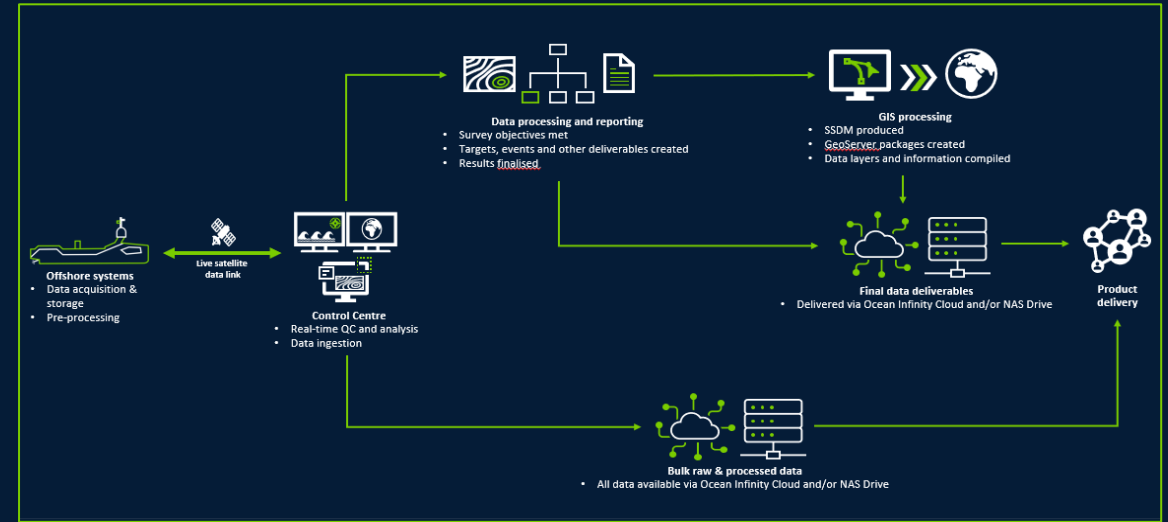 Data processing and reporting
• Survey objectives met
• Targets, events and other deliverables created
• Results finalised
GIS processing
• SSDM produced
• GeoServer packages created
• Data layers and information compiled
Live satellite
data link
Offshore systems
• Data acquisition &
storage
• Pre-processing
Control Centre
• Real-time QC and analysis
• Data ingestion
Final data deliverables
• Delivered via Ocean Infinity Cloud and/or NAS Drive
Product
delivery
Bulk raw & processed data
• All data available via Ocean Infinity Cloud and/or NAS Drive